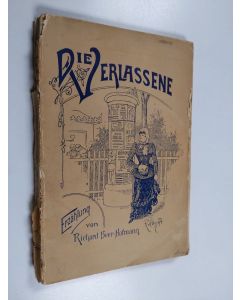 DIE VERLASSENE
Erzählung
von
Richard Beer-Hofmann